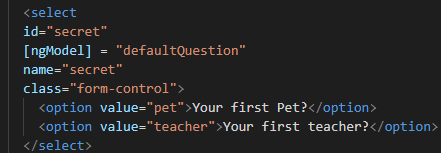 <select
id="secret"
[ngModel] = "defaultQuestion"
name="secret"
class="form-control">
<option value="pet">Your first Pet?</option>
<option value="teacher">Your first teacher?</option>
</select>